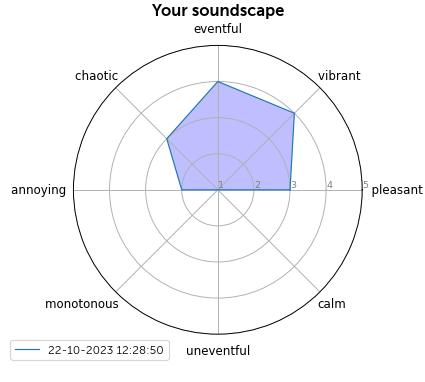 Your soundscape
eventful
chaotic
vibrant
annoying
1
2
3
4
5
pleasant
monotonous
calm
22-10-2023 12:28:50
uneventful